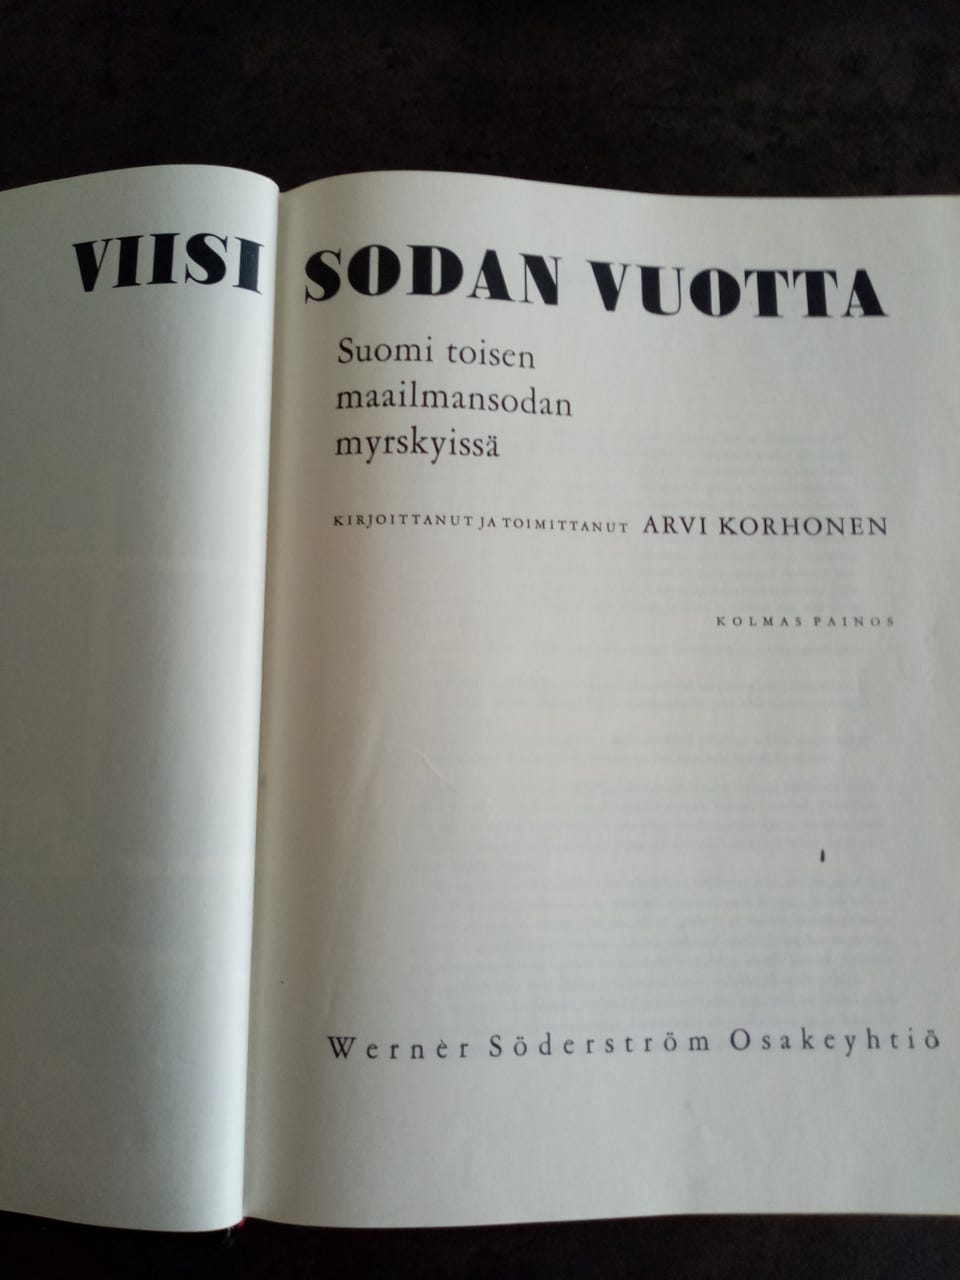 VIISI SODAN VUOTTA
Suomi toisen
maailmansodan
myrskyissä
KIRJOITTANUT JA TOIMITTANUT ARVI KORHONEN
KOLMAS PAINOS
Werner Söderström Osakeyhtiö